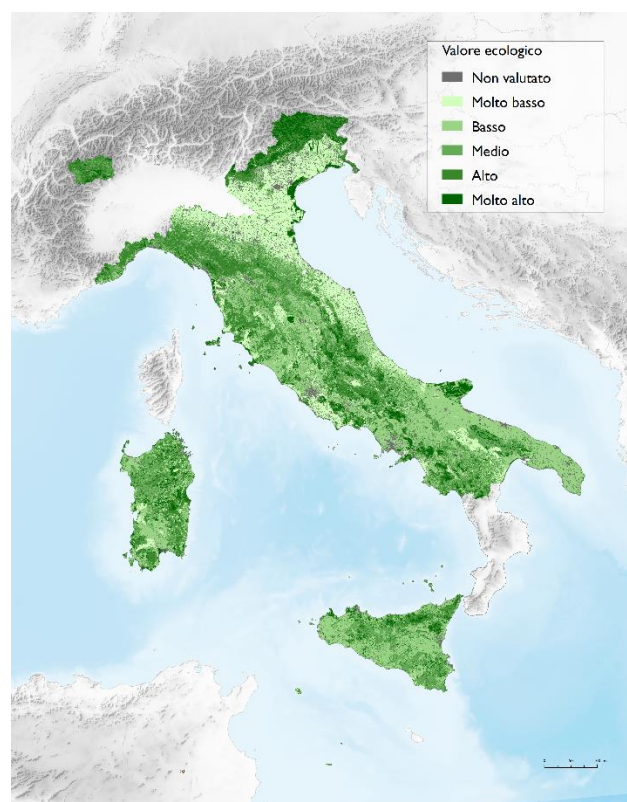 Valore ecologico
Non valutato
Molto basso
Basso
Medio
Alto
Molto alto